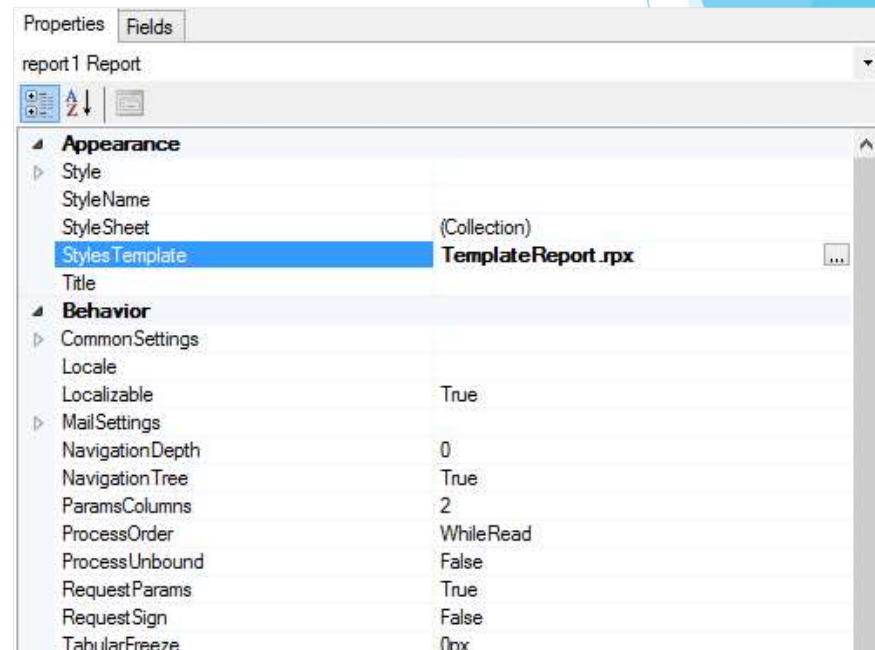 Properties Fields
report1 Report
Appearance
Style
StyleName
StyleSheet (Collection)
StylesTemplate TemplateReport.rpx ...
Title
Behavior
CommonSettings
Locale
Localizable True
MailSettings
NavigationDepth 0
NavigationTree True
ParamsColumns 2
ProcessOrder WhileRead
ProcessUnbound False
RequestParams True
RequestSign False
TabularFreeze 0px